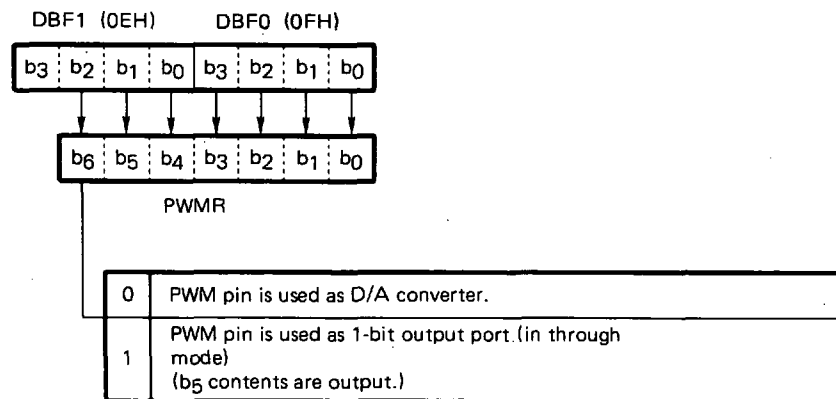 DBF1 (0EH) DBF0 (0FH)
b3 b2 b1 b0 b3 b2 b1 b0
b6 b5 b4 b3 b2 b1 b0
PWMR
0 PWM pin is used as D/A converter.
1 PWM pin is used as 1-bit output port.(in through
mode)
(b5 contents are output.)